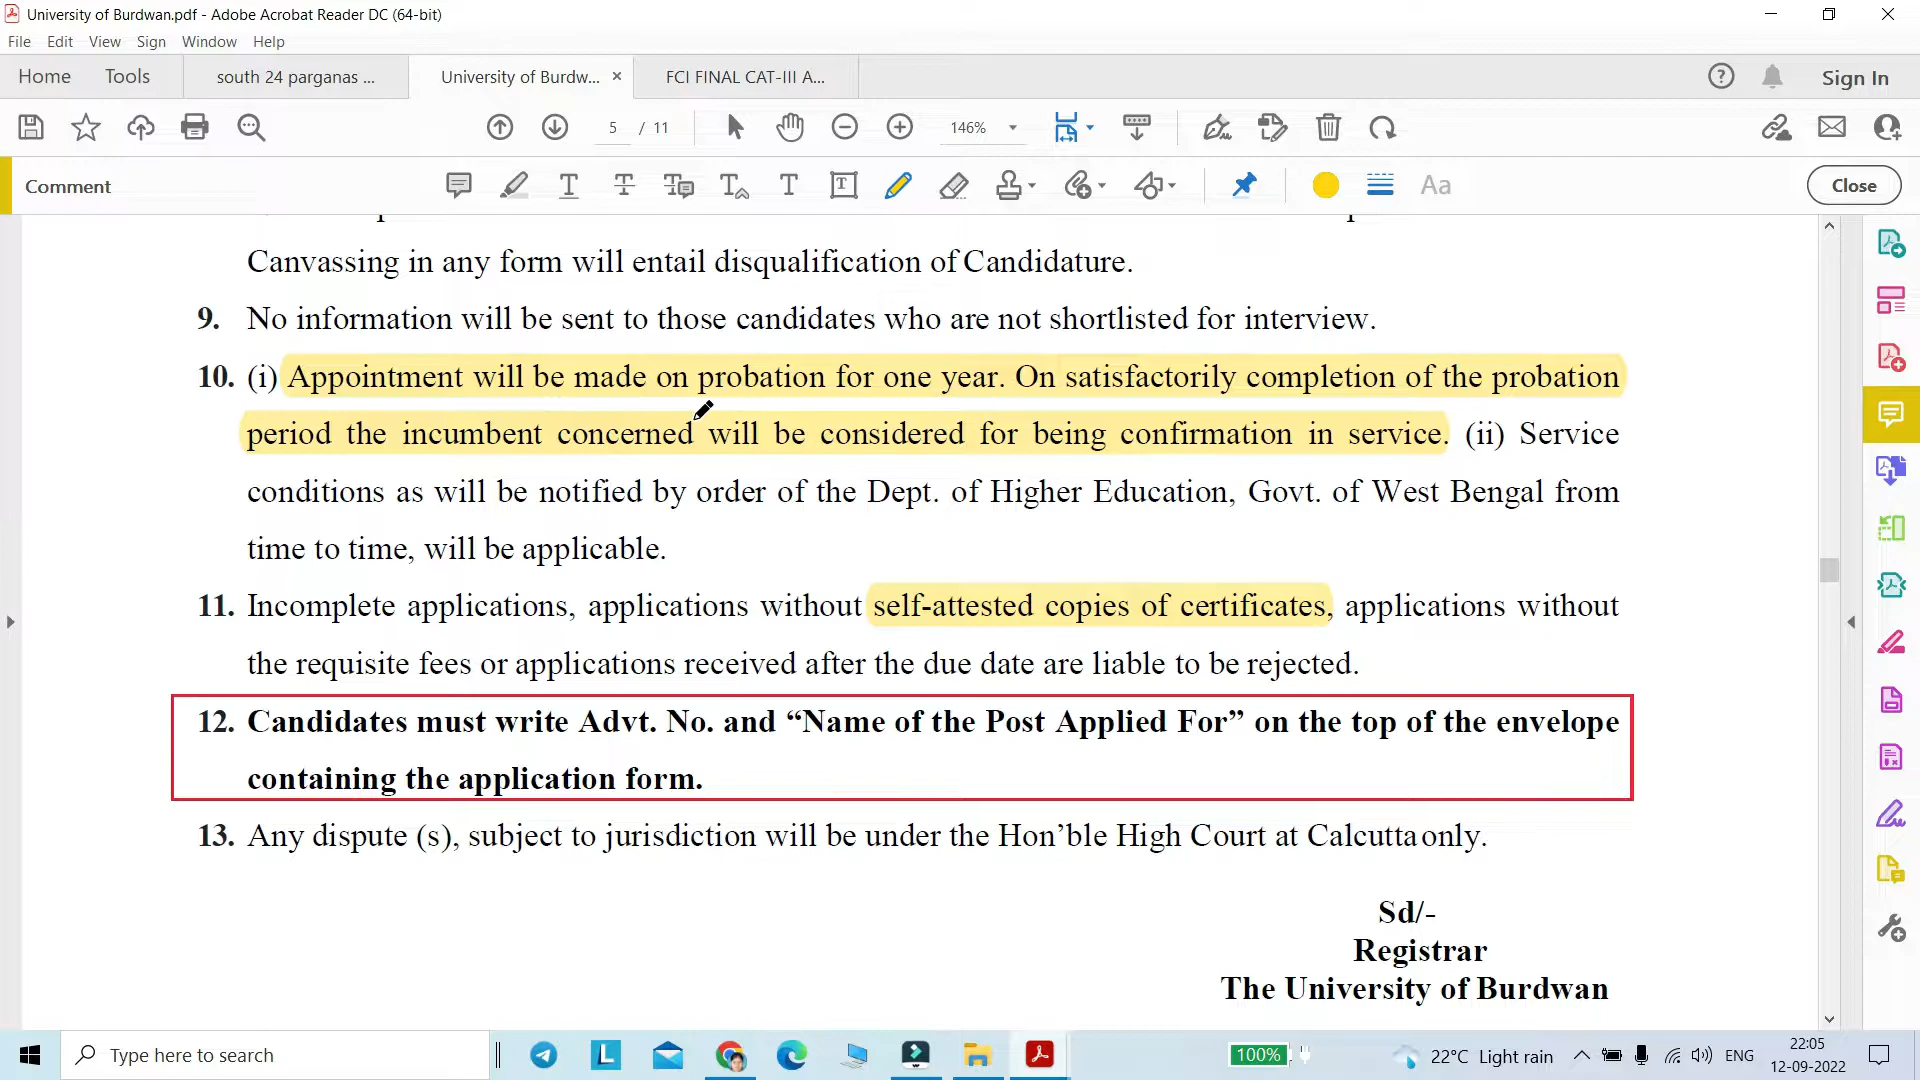 University of Burdwan.pdf - Adobe Acrobat Reader DC (64-bit)
File Edit View Sign Window Help
Home Tools south 24 parganas ... University of Burdw... × FCI FINAL CAT-III A... Sign In
5 / 11 146%
Comment Aa Close
Canvassing in any form will entail disqualification of Candidature.
9. No information will be sent to those candidates who are not shortlisted for interview.
10. (i) Appointment will be made on probation for one year. On satisfactorily completion of the probation
period the incumbent concerned will be considered for being confirmation in service. (ii) Service
conditions as will be notified by order of the Dept. of Higher Education, Govt. of West Bengal from
time to time, will be applicable.
11. Incomplete applications, applications without self-attested copies of certificates, applications without
the requisite fees or applications received after the due date are liable to be rejected.
12. Candidates must write Advt. No. and “Name of the Post Applied For” on the top of the envelope
containing the application form.
13. Any dispute (s), subject to jurisdiction will be under the Hon’ble High Court at Calcutta only.
Sd/-
Registrar
The University of Burdwan
Type here to search L 100% 22°C Light rain ENG 22:05
12-09-2022